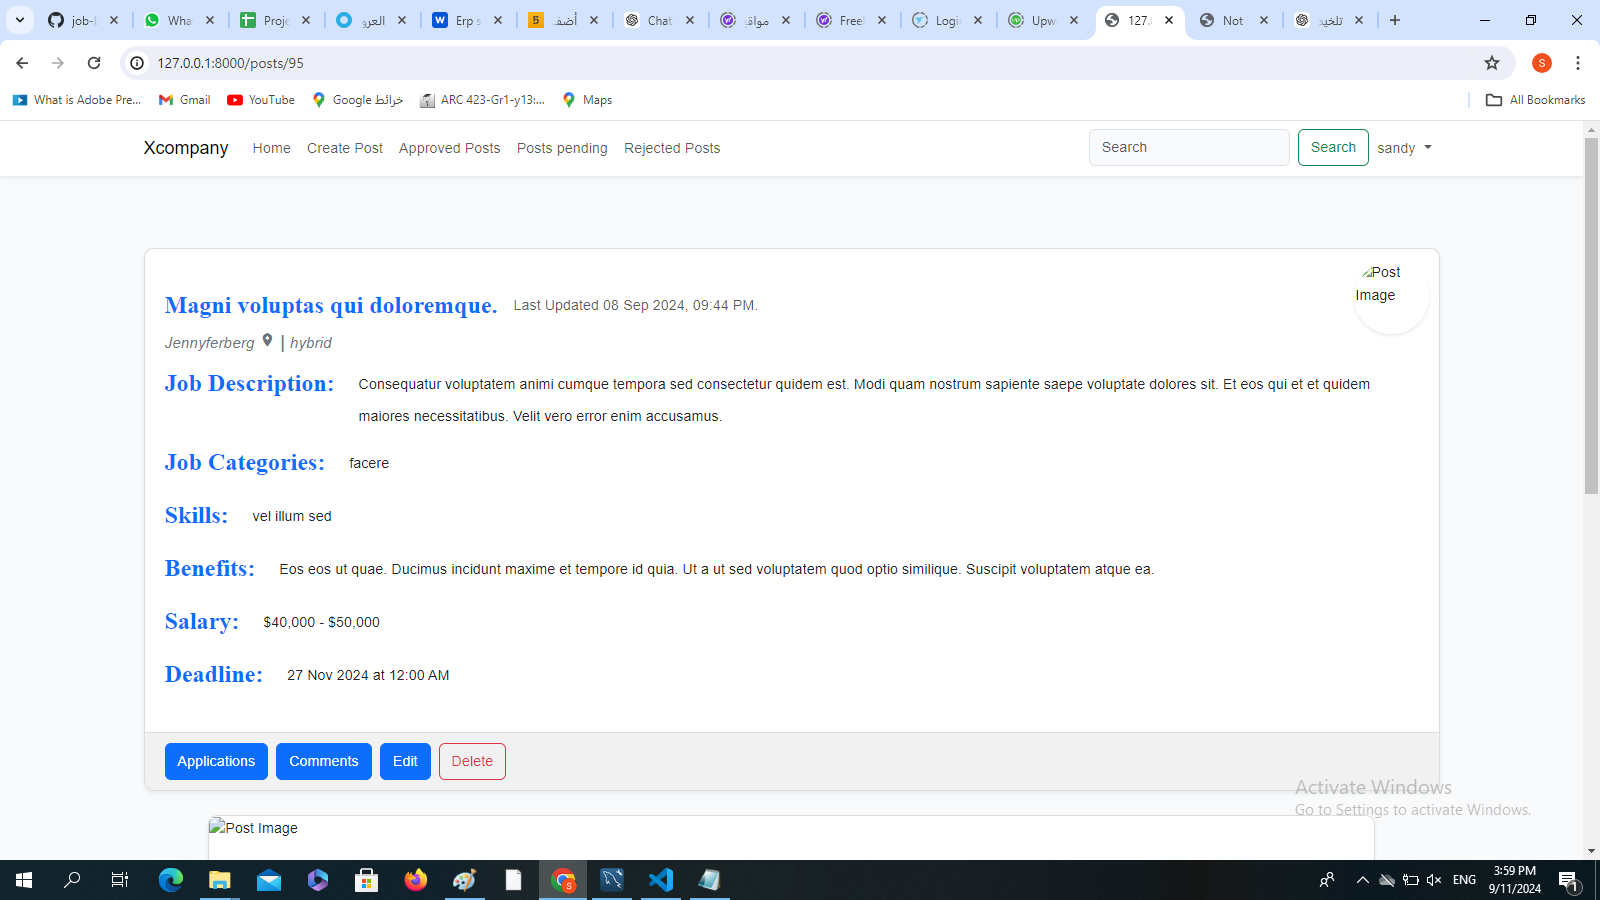 job-l
Wha
Proje
العرو
Erp s
أضف
Chat
موافق
Free
Login
Upw
127.0
Not
تلخيد
127.0.0.1:8000/posts/95
S
What is Adobe Pre...
Gmail
YouTube
خرائط Google
ARC 423-Gr1-y13:...
Maps
All Bookmarks
Xcompany Home Create Post Approved Posts Posts pending Rejected Posts Search Search sandy
Post Image
Magni voluptas qui doloremque. Last Updated 08 Sep 2024, 09:44 PM.
Jennyferberg | hybrid
Job Description: Consequatur voluptatem animi cumque tempora sed consectetur quidem est. Modi quam nostrum sapiente saepe voluptate dolores sit. Et eos qui et et quidem
maiores necessitatibus. Velit vero error enim accusamus.
Job Categories: facere
Skills: vel illum sed
Benefits: Eos eos ut quae. Ducimus incidunt maxime et tempore id quia. Ut a ut sed voluptatem quod optio similique. Suscipit voluptatem atque ea.
Salary: $40,000 - $50,000
Deadline: 27 Nov 2024 at 12:00 AM
Applications Comments Edit Delete
Activate Windows
Go to Settings to activate Windows.
Post Image
ENG
3:59 PM
9/11/2024
1